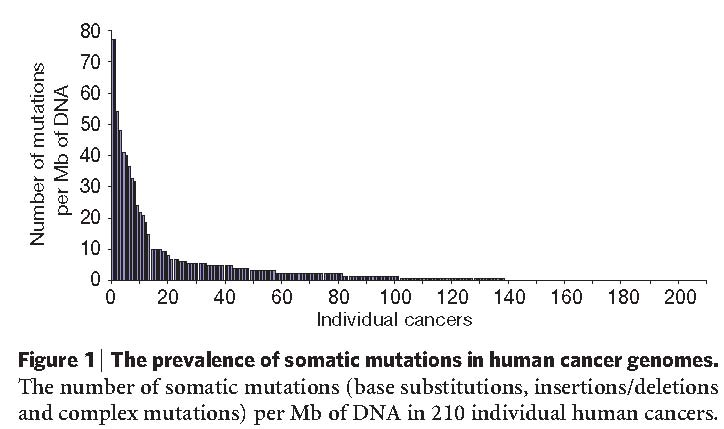 Number of mutations
per Mb of DNA
80
70
60
50
40
30
20
10
0
0 20 40 60 80 100 120 140 160 180 200
Individual cancers
Figure 1 | The prevalence of somatic mutations in human cancer genomes.
The number of somatic mutations (base substitutions, insertions/deletions
and complex mutations) per Mb of DNA in 210 individual human cancers.